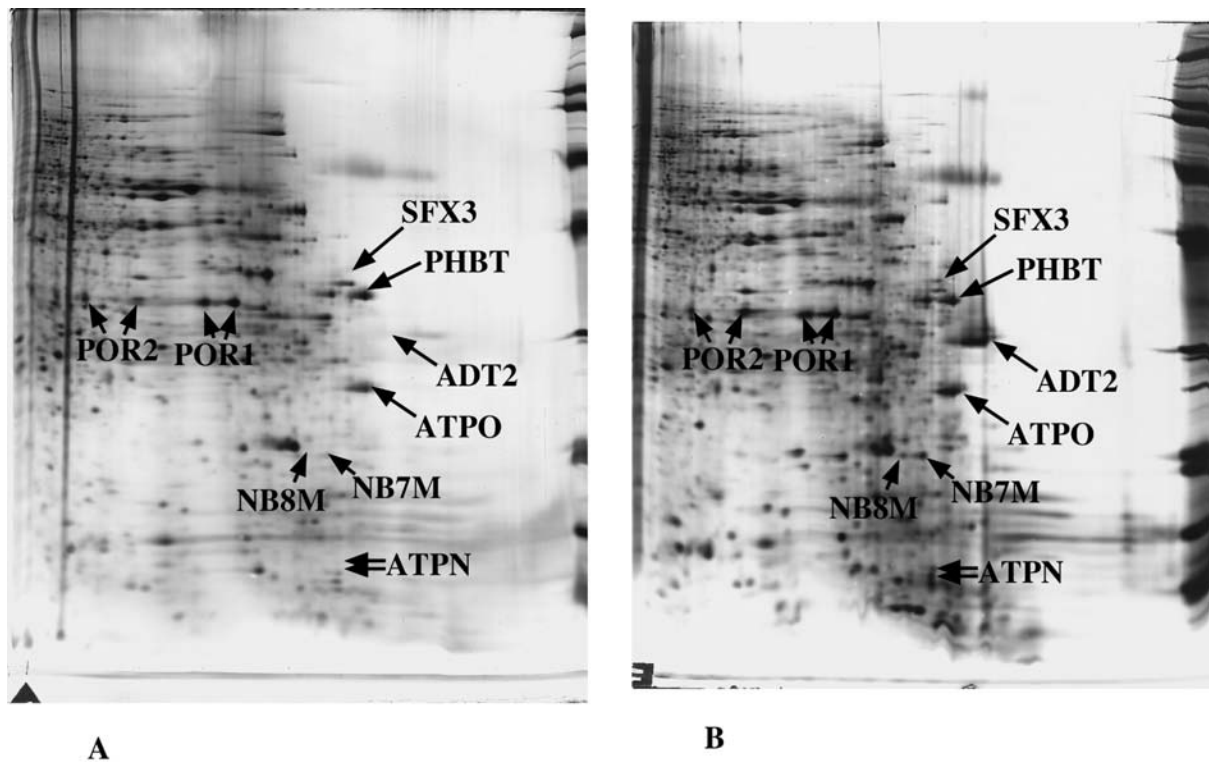 SFX3
PHBT
POR2 POR1
ADT2
ATPO
NB8M NB7M
ATPN
A
SFX3
PHBT
POR2 POR1
ADT2
ATPO
NB8M NB7M
ATPN
B